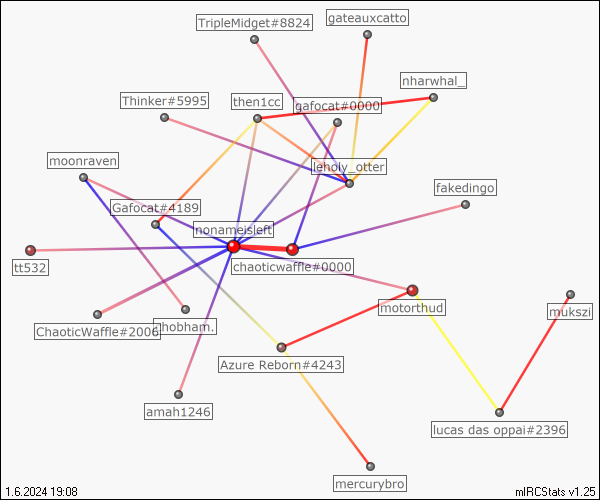 TripleMidget#8824
gateauxcatto
nharwhal_
Thinker#5995
then1cc
gafocat#0000
moonraven
leholy_otter
fakedingo
Gafocat#4189
nonameisleft
tt532
chaoticwaffle#0000
motorthud
mukszi
ChaoticWaffle#2006
hobham.
Azure Reborn#4243
amah1246
lucas das oppai#2396
mercurybro
1.6.2024 19:08
mIRCStats v1.25